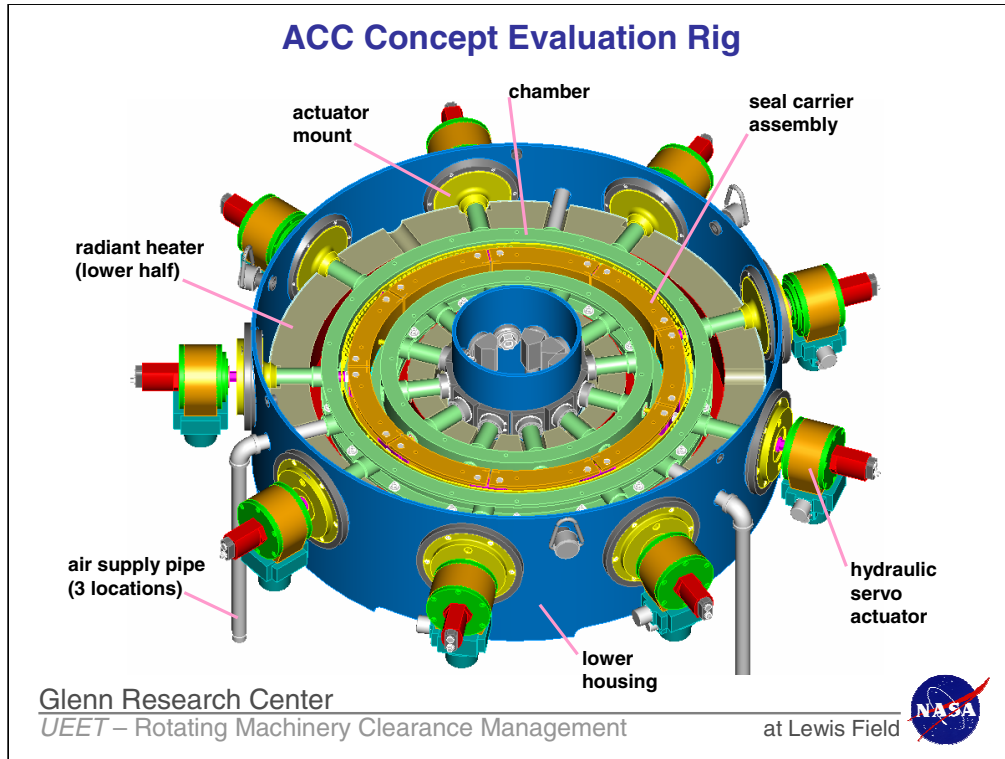 ACC Concept Evaluation Rig
chamber
actuator
mount
seal carrier
assembly
radiant heater
(lower half)
air supply pipe
(3 locations)
hydraulic
servo
actuator
lower
housing
Glenn Research Center
UEET – Rotating Machinery Clearance Management
at Lewis Field
NASA